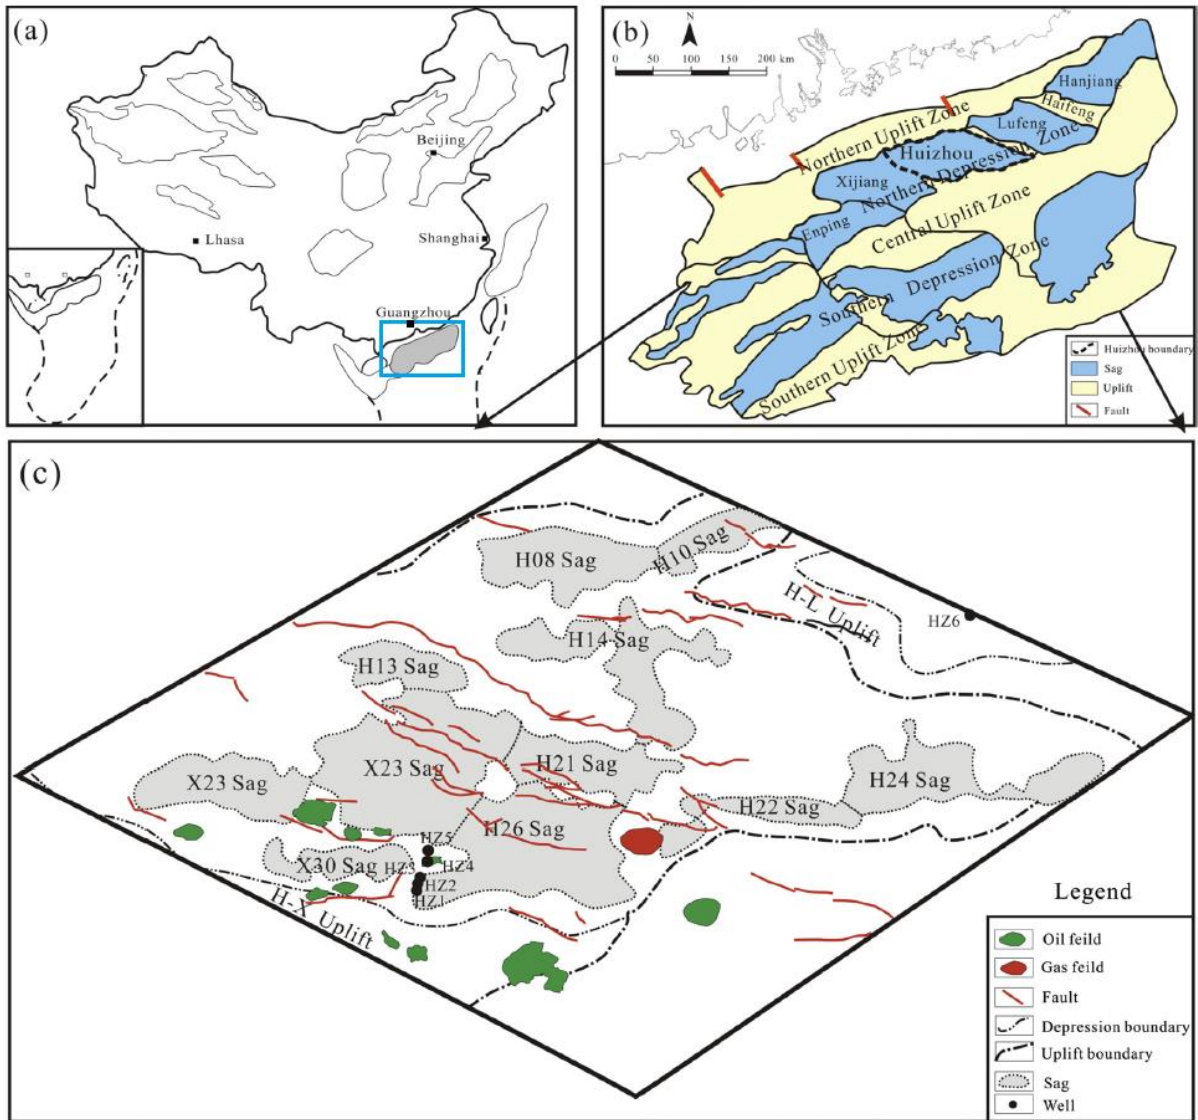 (a)
Beijing
Lhasa
Shanghai
Guangzhou
(b)
N
0 50 100 150 200 km
Hanjiang
Haifeng
Lufeng
Northern Uplift Zone
Huizhou
Northern Depression Zone
Xijiang
Enping
Central Uplift Zone
Southern Depression Zone
Southern Uplift Zone
Huizhou boundary
Sag
Uplift
Fault
(c)
H08 Sag
H10 Sag
H-L Uplift
HZ6
H14 Sag
H13 Sag
X23 Sag
X23 Sag
H21 Sag
H24 Sag
H22 Sag
H26 Sag
HZ5
X30 Sag
HZ3
HZ4
HZ2
HZ1
H-X Uplift
Legend
Oil feild
Gas feild
Fault
Depression boundary
Uplift boundary
Sag
Well